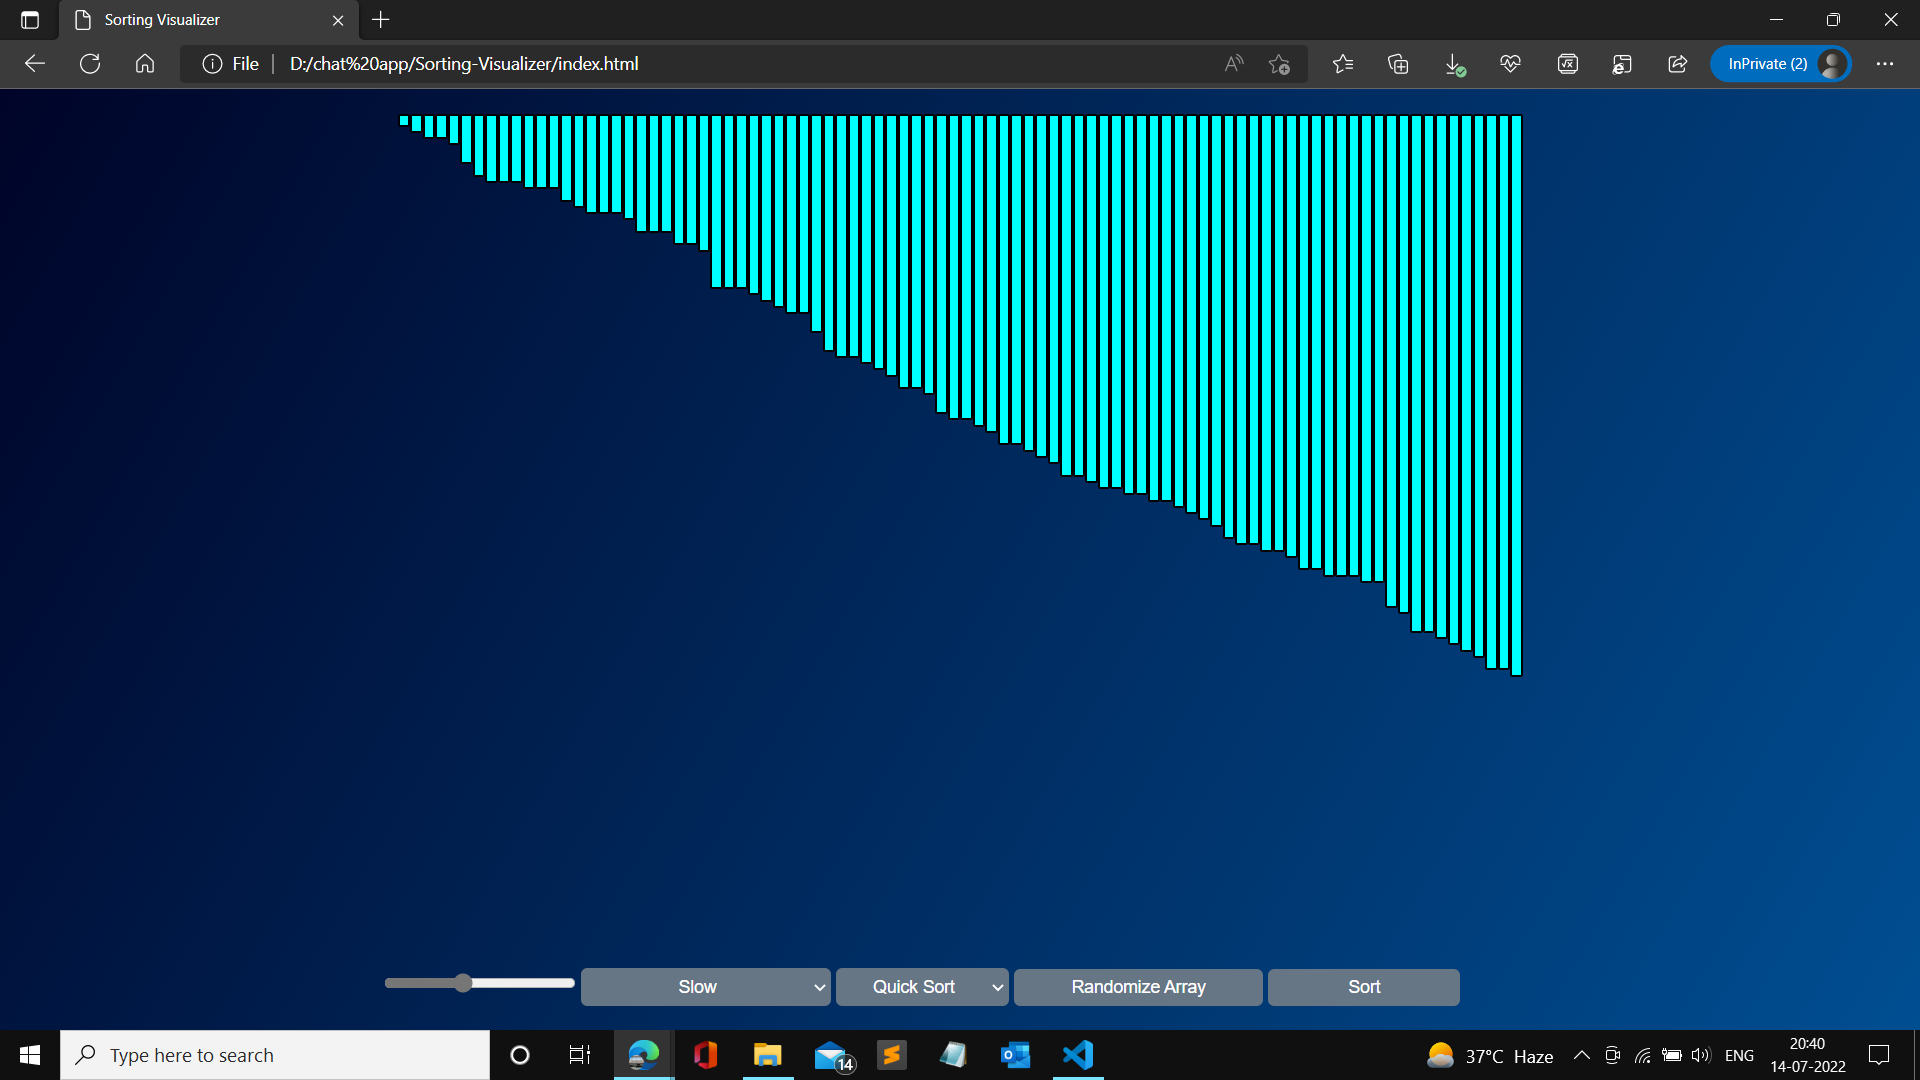 Sorting Visualizer
File
D:/chat%20app/Sorting-Visualizer/index.html
InPrivate (2)
Slow
Quick Sort
Randomize Array
Sort
Type here to search
14
37°C Haze
ENG
20:40
14-07-2022